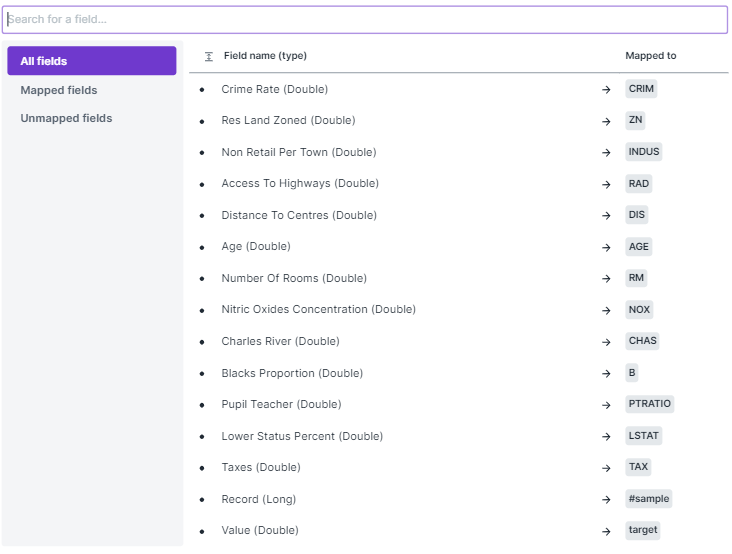 Search for a field...
All fields
Mapped fields
Unmapped fields
Field name (type) Mapped to
Crime Rate (Double) → CRIM
Res Land Zoned (Double) → ZN
Non Retail Per Town (Double) → INDUS
Access To Highways (Double) → RAD
Distance To Centres (Double) → DIS
Age (Double) → AGE
Number Of Rooms (Double) → RM
Nitric Oxides Concentration (Double) → NOX
Charles River (Double) → CHAS
Blacks Proportion (Double) → B
Pupil Teacher (Double) → PTRATIO
Lower Status Percent (Double) → LSTAT
Taxes (Double) → TAX
Record (Long) → #sample
Value (Double) → target